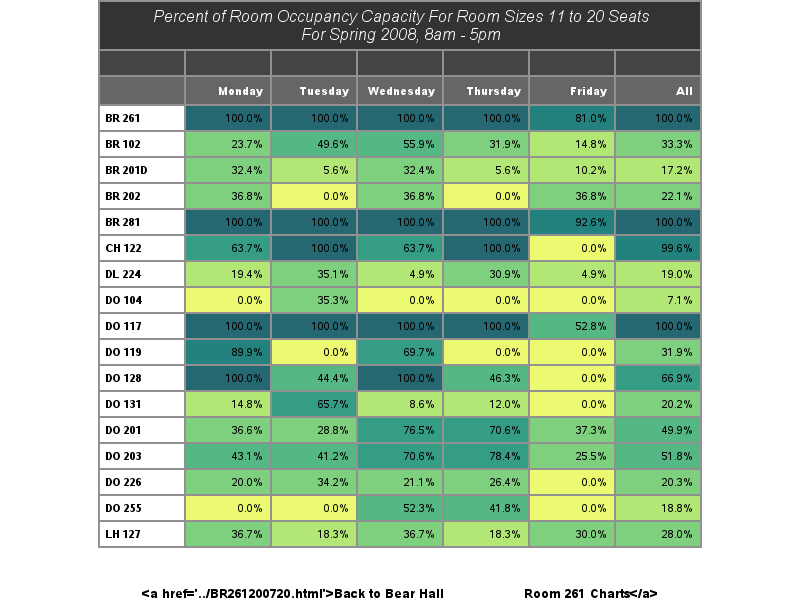 Percent of Room Occupancy Capacity For Room Sizes 11 to 20 Seats
For Spring 2008, 8am - 5pm
Monday Tuesday Wednesday Thursday Friday All
BR 261 100.0% 100.0% 100.0% 100.0% 81.0% 100.0%
BR 102 23.7% 49.6% 55.9% 31.9% 14.8% 33.3%
BR 201D 32.4% 5.6% 32.4% 5.6% 10.2% 17.2%
BR 202 36.8% 0.0% 36.8% 0.0% 36.8% 22.1%
BR 281 100.0% 100.0% 100.0% 100.0% 92.6% 100.0%
CH 122 63.7% 100.0% 63.7% 100.0% 0.0% 99.6%
DL 224 19.4% 35.1% 4.9% 30.9% 4.9% 19.0%
DO 104 0.0% 35.3% 0.0% 0.0% 0.0% 7.1%
DO 117 100.0% 100.0% 100.0% 100.0% 52.8% 100.0%
DO 119 89.9% 0.0% 69.7% 0.0% 0.0% 31.9%
DO 128 100.0% 44.4% 100.0% 46.3% 0.0% 66.9%
DO 131 14.8% 65.7% 8.6% 12.0% 0.0% 20.2%
DO 201 36.6% 28.8% 76.5% 70.6% 37.3% 49.9%
DO 203 43.1% 41.2% 70.6% 78.4% 25.5% 51.8%
DO 226 20.0% 34.2% 21.1% 26.4% 0.0% 20.3%
DO 255 0.0% 0.0% 52.3% 41.8% 0.0% 18.8%
LH 127 36.7% 18.3% 36.7% 18.3% 30.0% 28.0%
<a href='../BR261200720.html'>Back to Bear Hall Room 261 Charts</a>